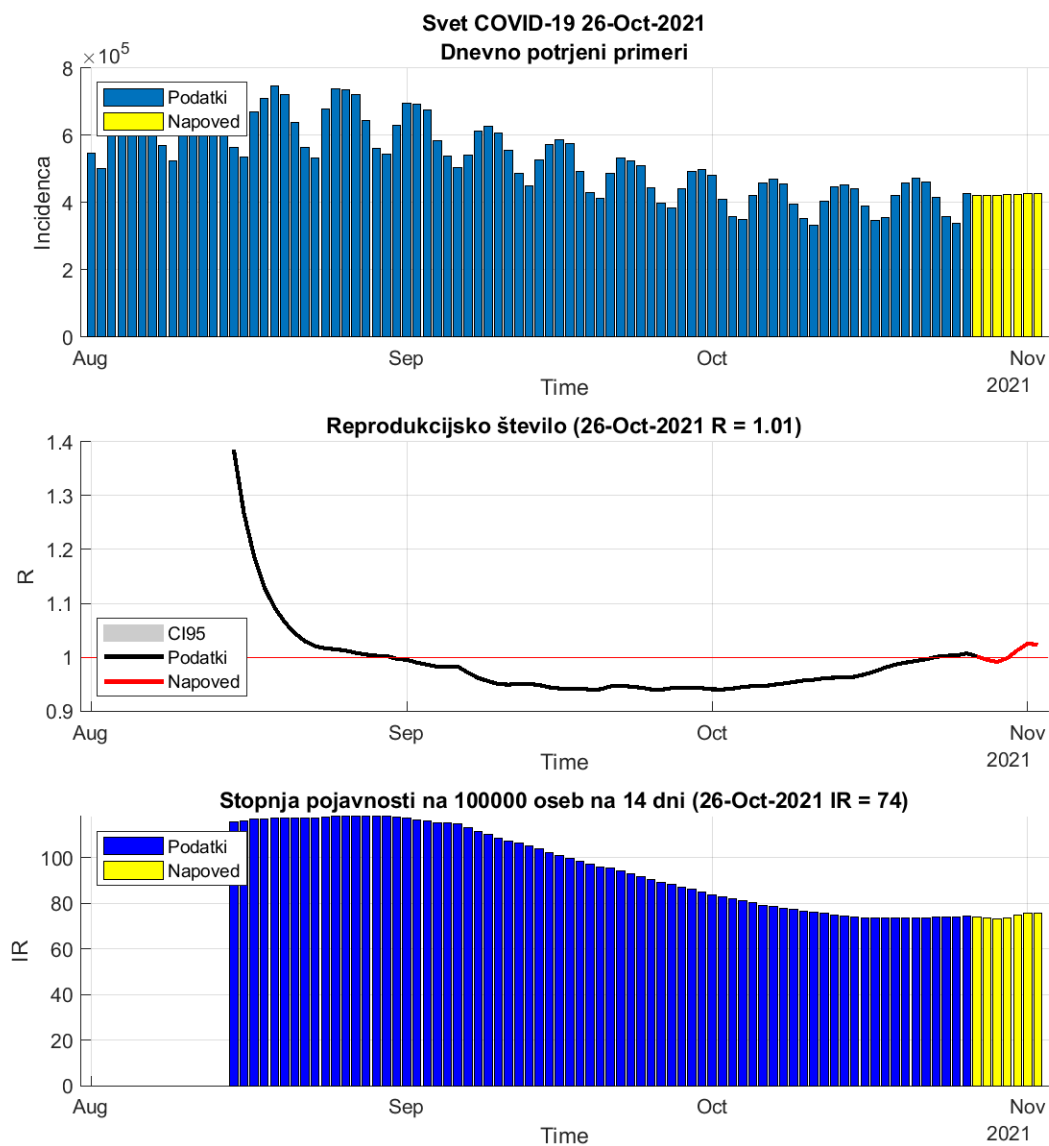 Svet COVID-19 26-Oct-2021
Dnevno potrjeni primeri
×10⁵
8
6
4
2
0
Incidenca
Podatki
Napoved
Aug
Sep
Oct
Nov
2021
Time
Reprodukcijsko število (26-Oct-2021 R = 1.01)
1.4
1.3
1.2
1.1
1
0.9
R
CI95
Podatki
Napoved
Aug
Sep
Oct
Nov
2021
Time
Stopnja pojavnosti na 100000 oseb na 14 dni (26-Oct-2021 IR = 74)
100
80
60
40
20
0
IR
Podatki
Napoved
Aug
Sep
Oct
Nov
2021
Time